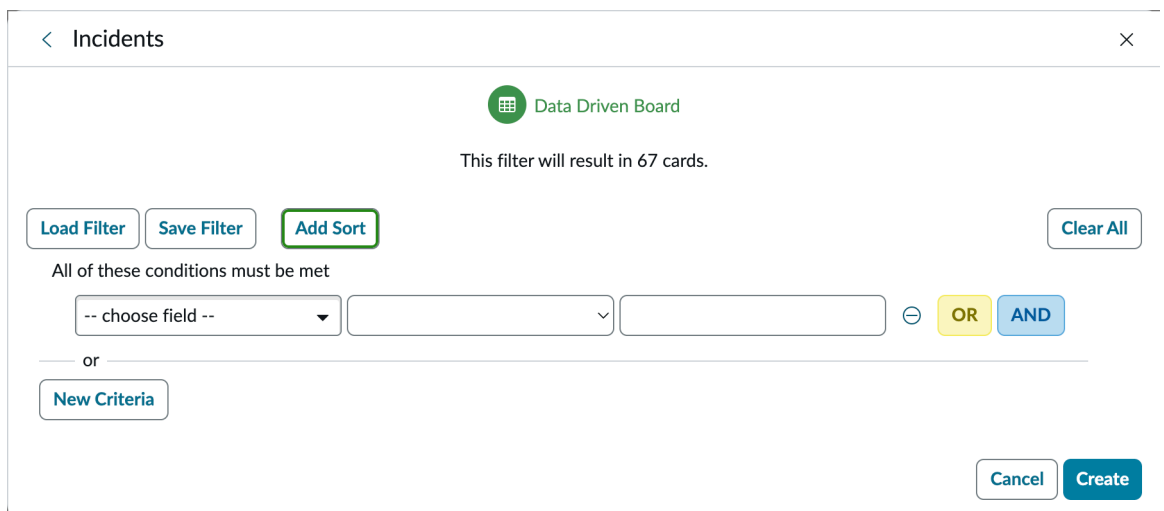 Incidents
Data Driven Board
This filter will result in 67 cards.
Load Filter Save Filter Add Sort Clear All
All of these conditions must be met
-- choose field -- OR AND
or
New Criteria
Cancel Create